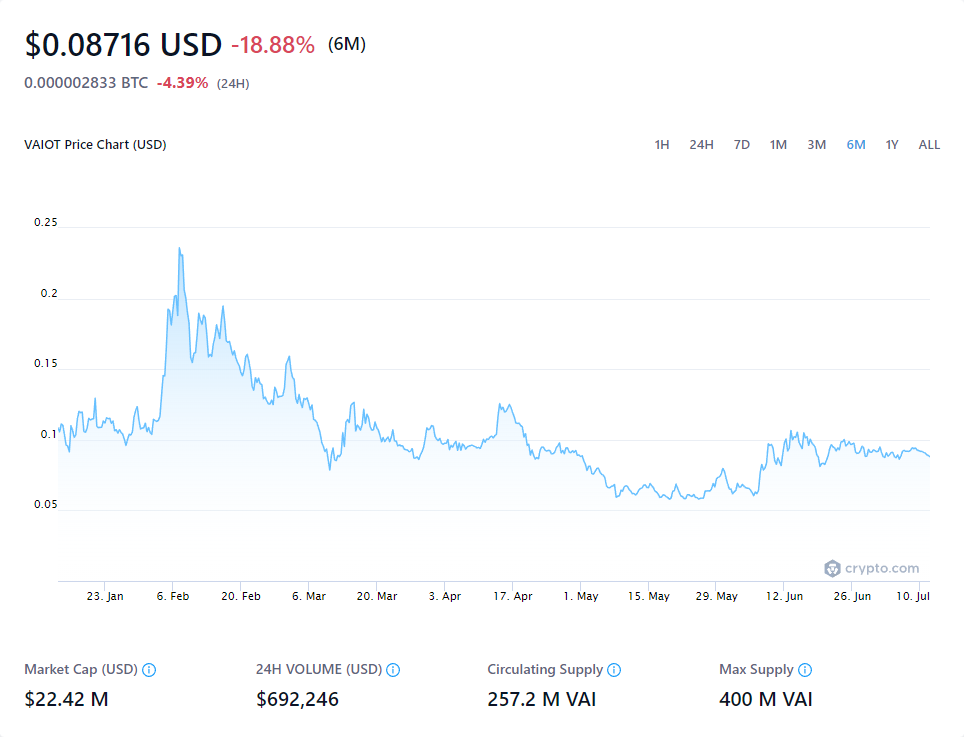 $0.08716 USD -18.88% (6M)
0.000002833 BTC -4.39% (24H)
VAIOT Price Chart (USD) 1H 24H 7D 1M 3M 6M 1Y ALL
0.25
0.2
0.15
0.1
0.05
crypto.com
23. Jan 6. Feb 20. Feb 6. Mar 20. Mar 3. Apr 17. Apr 1. May 15. May 29. May 12. Jun 26. Jun 10. Jul
Market Cap (USD) 24H VOLUME (USD) Circulating Supply Max Supply
$22.42 M $692,246 257.2 M VAI 400 M VAI